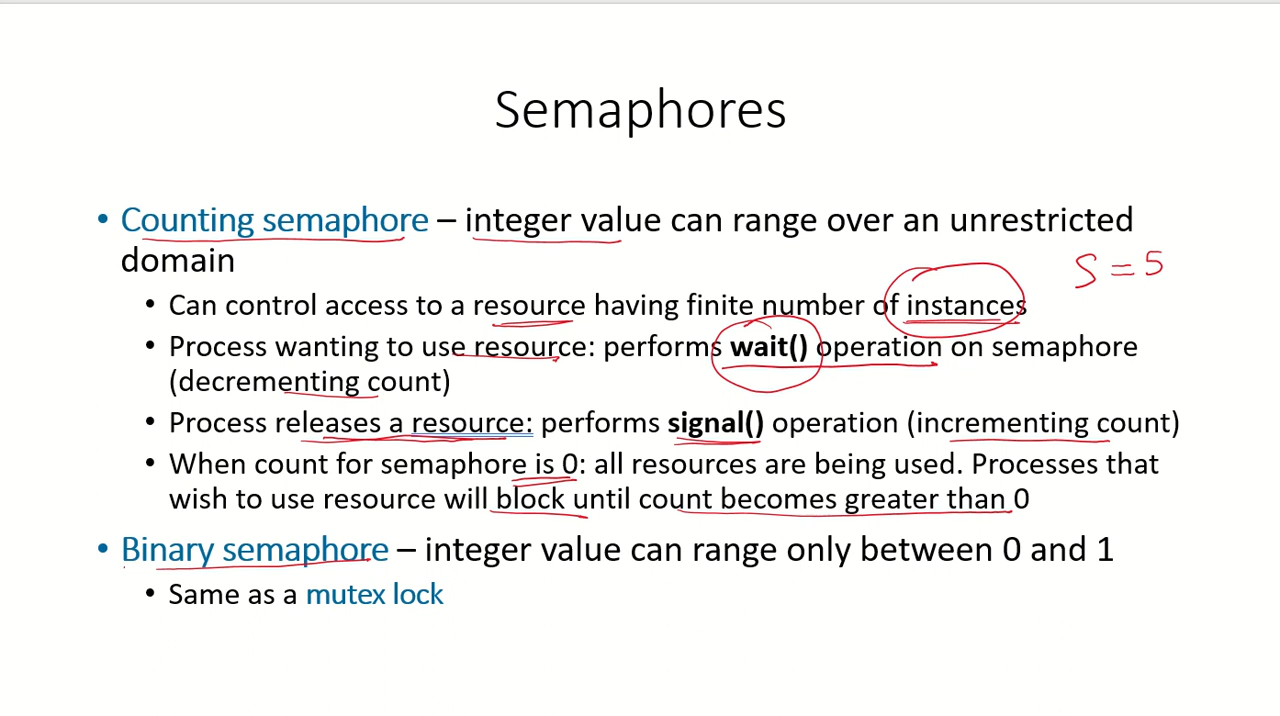 Semaphores
• Counting semaphore – integer value can range over an unrestricted
domain
S = 5
• Can control access to a resource having finite number of instances
• Process wanting to use resource: performs wait() operation on semaphore
(decrementing count)
• Process releases a resource: performs signal() operation (incrementing count)
• When count for semaphore is 0: all resources are being used. Processes that
wish to use resource will block until count becomes greater than 0
• Binary semaphore – integer value can range only between 0 and 1
• Same as a mutex lock